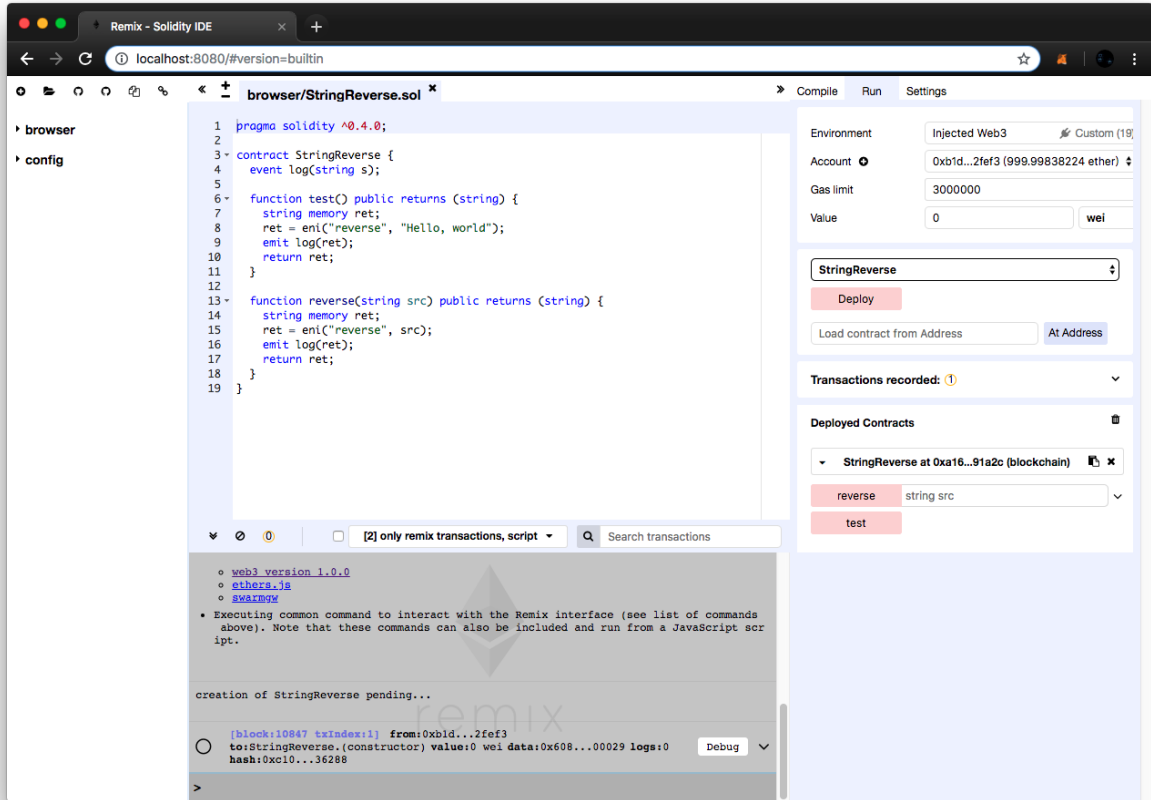 Remix - Solidity IDE
localhost:8080/#version=builtin
browser
config
browser/StringReverse.sol
1 pragma solidity ^0.4.0;
2
3 contract StringReverse {
4 event log(string s);
5
6 function test() public returns (string) {
7 string memory ret;
8 ret = eni("reverse", "Hello, world");
9 emit log(ret);
10 return ret;
11 }
12
13 function reverse(string src) public returns (string) {
14 string memory ret;
15 ret = eni("reverse", src);
16 emit log(ret);
17 return ret;
18 }
19 }
0
[2] only remix transactions, script
Search transactions
web3 version 1.0.0
ethers.js
swarmgw
Executing common command to interact with the Remix interface (see list of commands
above). Note that these commands can also be included and run from a JavaScript scr
ipt.
creation of StringReverse pending...
remix
[block:10847 txIndex:1] from:0xb1d...2fef3
to:StringReverse.(constructor) value:0 wei data:0x608...00029 logs:0
hash:0xc10...36288
Debug
>
Compile Run Settings
Environment Injected Web3 Custom (19)
Account 0xb1d...2fef3 (999.99838224 ether)
Gas limit 3000000
Value 0 wei
StringReverse
Deploy
Load contract from Address At Address
Transactions recorded: 1
Deployed Contracts
StringReverse at 0xa16...91a2c (blockchain)
reverse string src
test